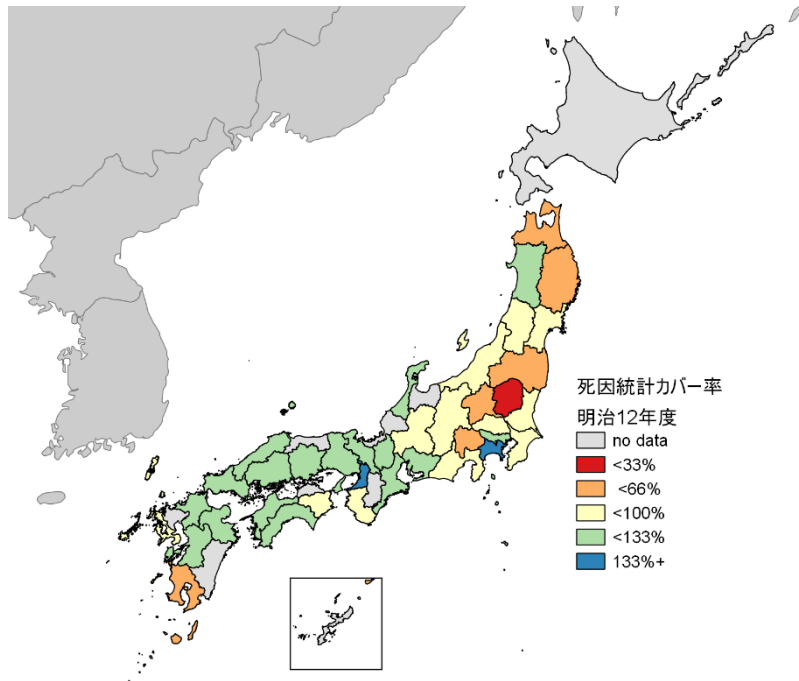 死因統計カバー率
明治12年度
no data
<33%
<66%
<100%
<133%
133%+